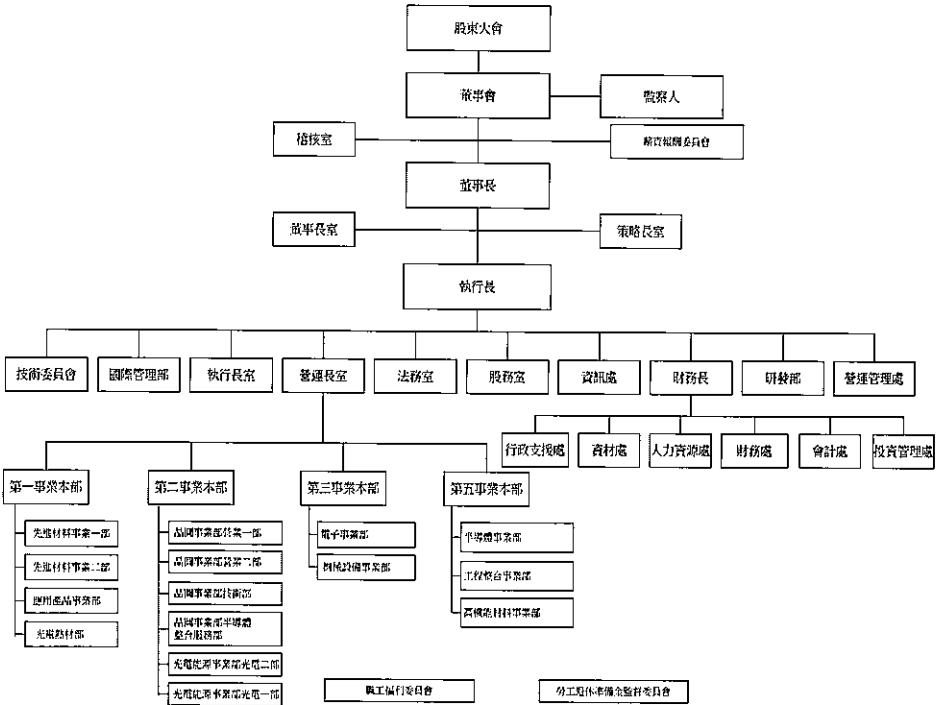 股東大會
董事會
監察人
稽核室
薪資報酬委員會
董事長
董事長室
策略長室
執行長
技術委員會
國際管理部
執行長室
營運長室
法務室
股務室
資訊處
財務長
研發部
營運管理處
行政支援處
資材處
人力資源處
財務處
會計處
投資管理處
第一事業本部
第二事業本部
第三事業本部
第五事業本部
先進材料事業一部
先進材料事業二部
應用產品事業部
光電熱材部
晶圓事業部營業一部
晶圓事業部營業二部
晶圓事業部技術部
晶圓事業部半導體
整合服務部
光電能源事業部光電二部
光電能源事業部光電一部
電子事業部
機械設備事業部
半導體事業部
工程整合事業部
高機能材料事業部
職工福利委員會
勞工退休準備金監督委員會